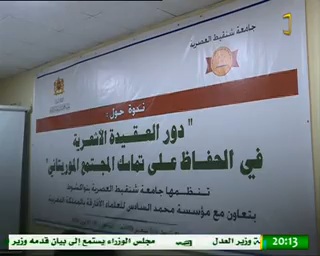 جامعة شنقيط العصرية
ندوة حول :
" دور العقيدة الأشعرية
في الحفاظ على تماسك المجتمع الموريتاني "
تنظمها جامعة شنقيط العصرية بنواكشوط
بتعاون مع مؤسسة محمد السادس للعلماء الأفارقة بالمملكة المغربية
20:13
ة وزير العدل
مجلس الوزراء يستمع إلى بيان قدمه وزير